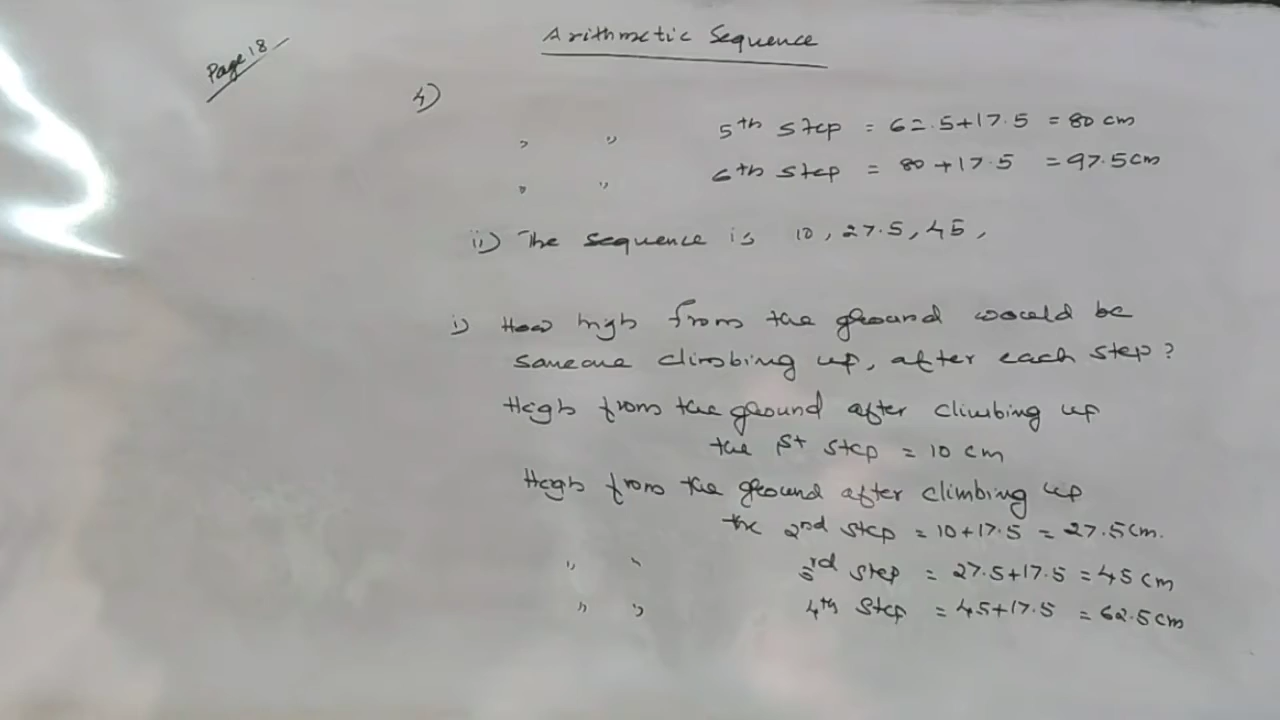 Arithmetic Sequence
Page 18
4)
" " 5th step = 62.5+17.5 = 80 cm
" " 6th step = 80+17.5 = 97.5cm
ii) The sequence is 10, 27.5, 45,
i) How high from the ground would be
someone climbing up, after each step?
High from the ground after climbing up
the 1st step = 10 cm
High from the ground after climbing up
the 2nd step = 10+17.5 = 27.5cm.
" " 3rd step = 27.5+17.5 = 45 cm
" " 4th step = 45+17.5 = 62.5cm